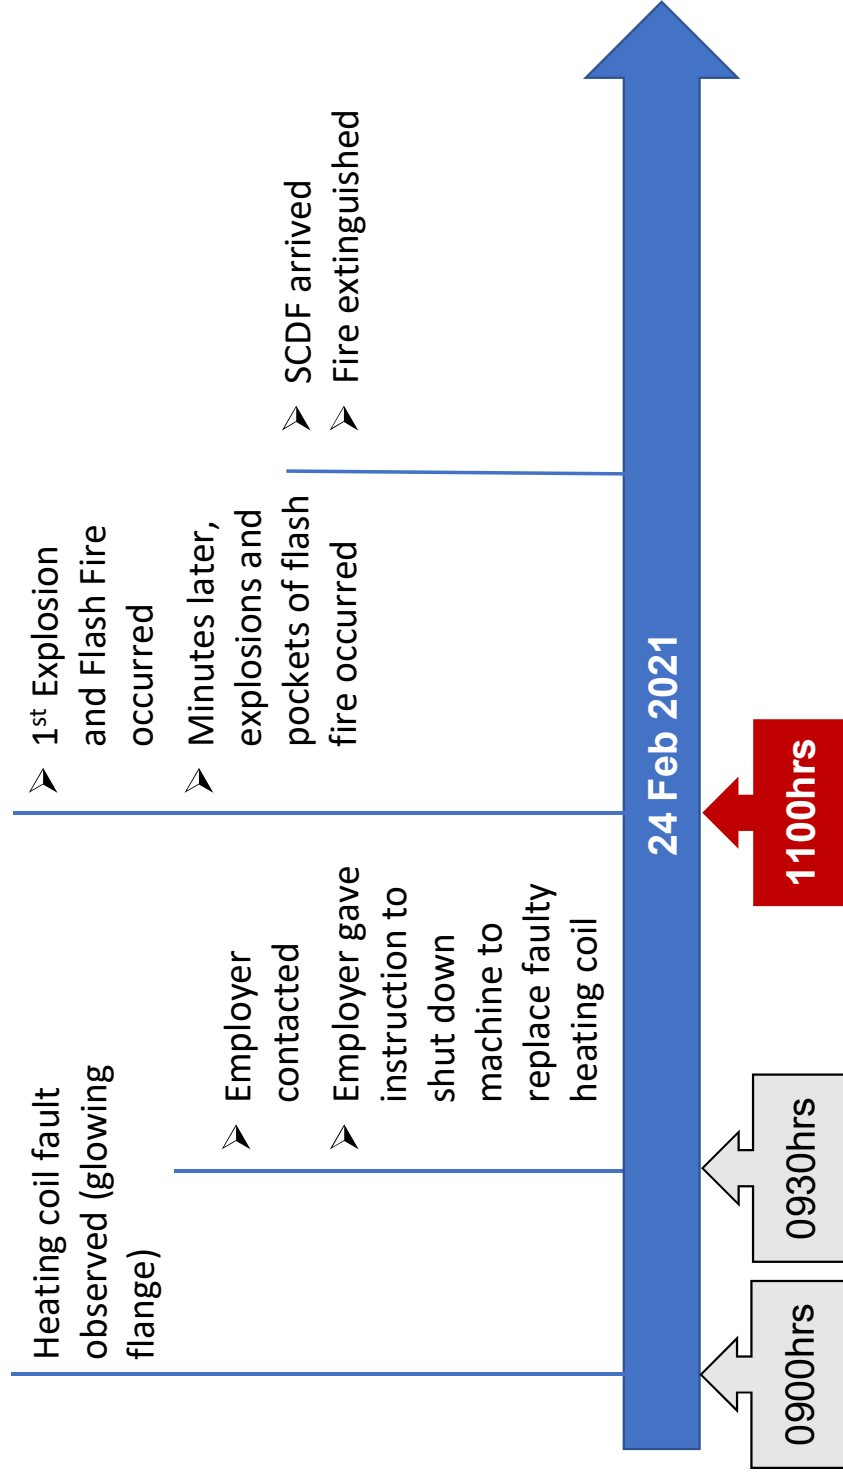 Heating coil fault
observed (glowing
flange)
➢ Employer
contacted
➢ Employer gave
instruction to
shut down
machine to
replace faulty
heating coil
➢ 1st Explosion
and Flash Fire
occurred
➢ Minutes later,
explosions and
pockets of flash
fire occurred
➢ SCDF arrived
➢ Fire extinguished
24 Feb 2021
0900hrs
0930hrs
1100hrs